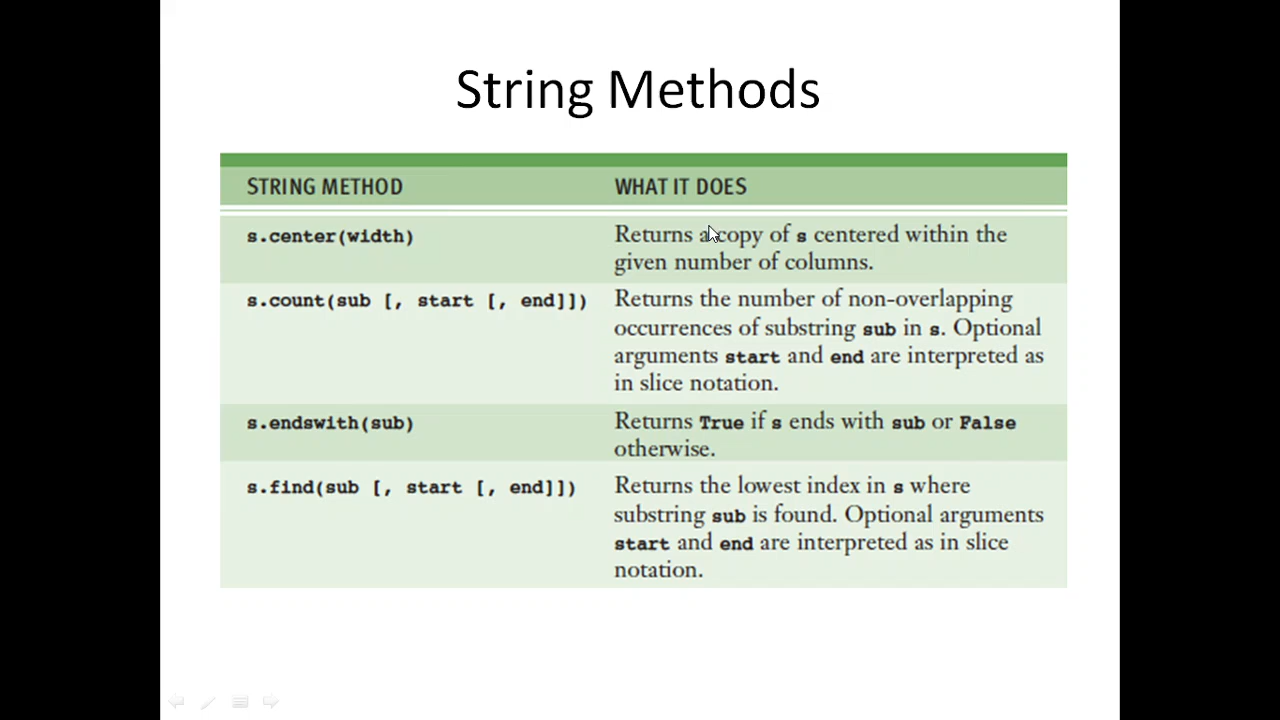 String Methods
STRING METHOD WHAT IT DOES
s.center(width) Returns a copy of s centered within the
given number of columns.
s.count(sub [, start [, end]]) Returns the number of non-overlapping
occurrences of substring sub in s. Optional
arguments start and end are interpreted as
in slice notation.
s.endswith(sub) Returns True if s ends with sub or False
otherwise.
s.find(sub [, start [, end]]) Returns the lowest index in s where
substring sub is found. Optional arguments
start and end are interpreted as in slice
notation.